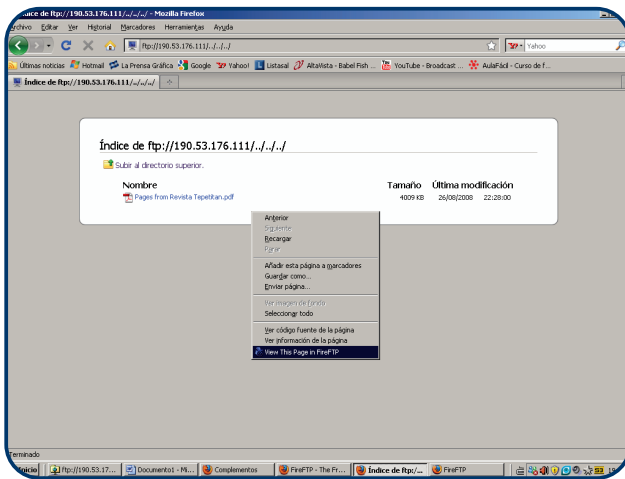 Índice de ftp://190.53.176.111/../../../ - Mozilla Firefox
Archivo Editar Ver Historial Marcadores Herramientas Ayuda
ftp://190.53.176.111/../../../
Yahoo
Últimas noticias Hotmail La Prensa Gráfica Google Yahoo! Listasal AltaVista - Babel Fish ... YouTube - Broadcast ... AulaFácil - Curso de f...
Índice de ftp://190.53.176.111/../../../
Índice de ftp://190.53.176.111/../../../
Subir al directorio superior.
Nombre Tamaño Última modificación
Pages from Revista Tepetitan.pdf 4009 KB 26/08/2008 22:28:00
Anterior
Siguiente
Recargar
Parar
Añadir esta página a marcadores
Guardar como...
Enviar página...
Ver imagen de fondo
Seleccionar todo
Ver código fuente de la página
Ver información de la página
View This Page in FireFTP
Terminado
Inicio ftp://190.53.17... Documento1 - Mi... Complementos FireFTP - The Fr... Índice de ftp:/... FireFTP